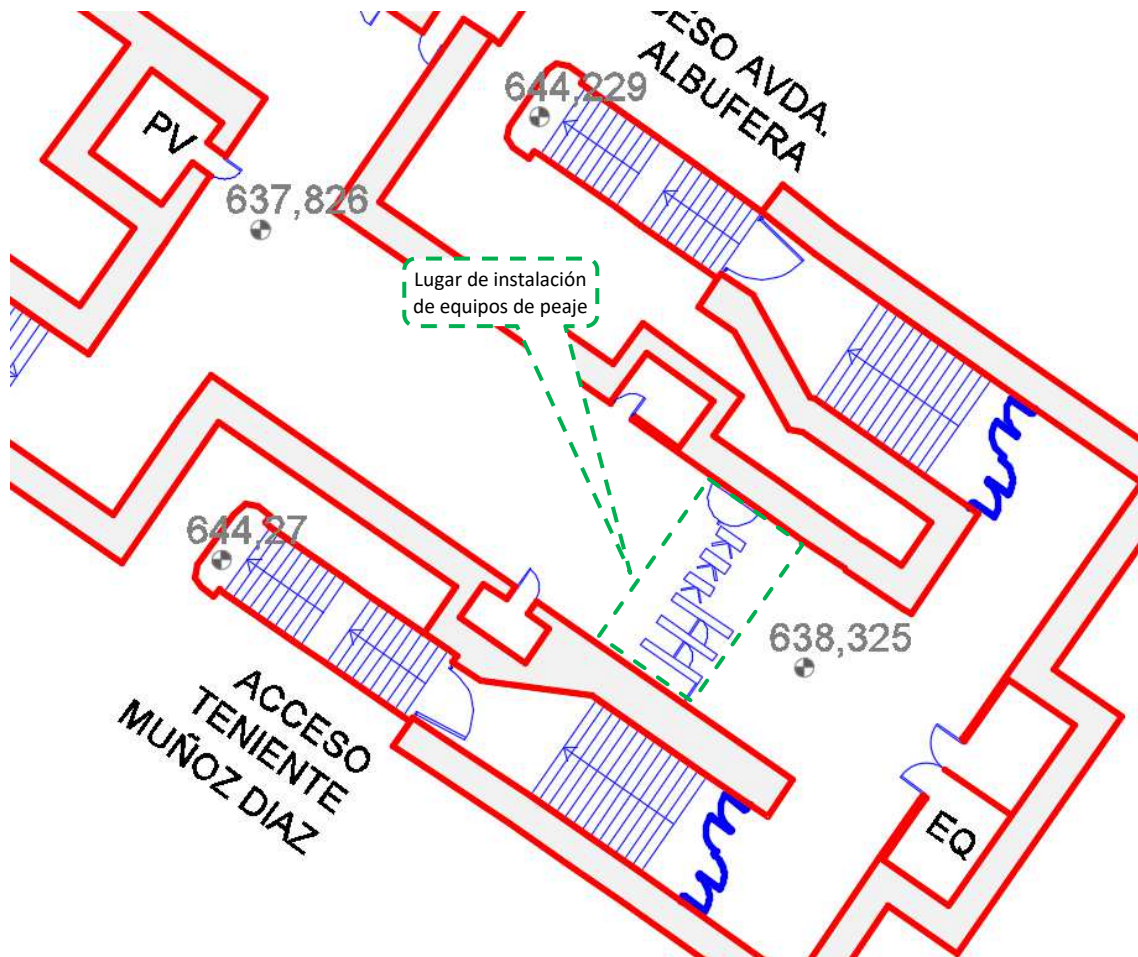 AVDA.
ALBUFERA
644,229
PV
637,826
Lugar de instalación
de equipos de peaje
644,27
638,325
ACCESO
TENIENTE
MUÑOZ DIAZ
EQ